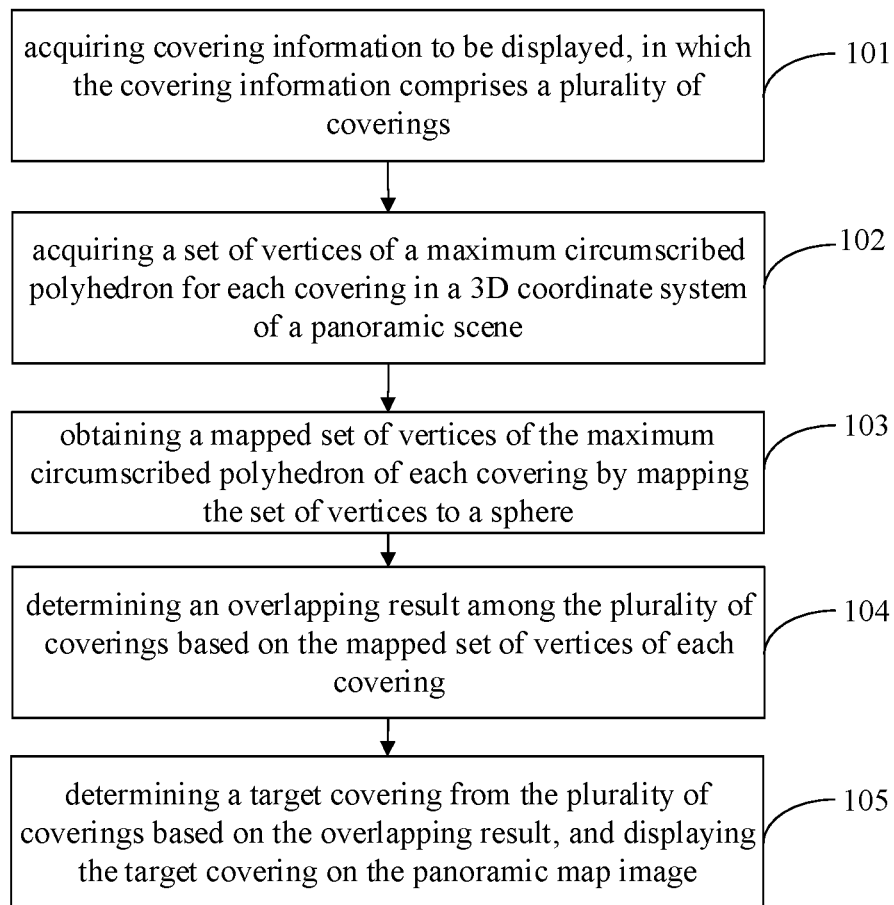 acquiring covering information to be displayed, in which
the covering information comprises a plurality of
coverings
101
acquiring a set of vertices of a maximum circumscribed
polyhedron for each covering in a 3D coordinate system
of a panoramic scene
102
obtaining a mapped set of vertices of the maximum
circumscribed polyhedron of each covering by mapping
the set of vertices to a sphere
103
determining an overlapping result among the plurality of
coverings based on the mapped set of vertices of each
covering
104
determining a target covering from the plurality of
coverings based on the overlapping result, and displaying
the target covering on the panoramic map image
105